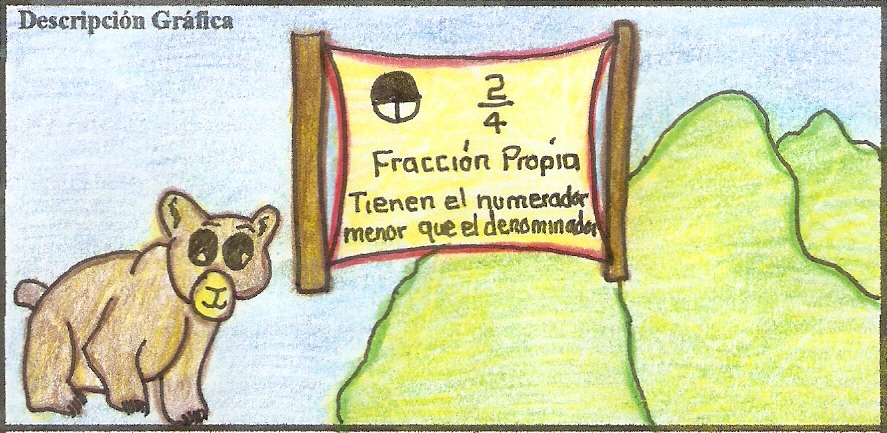 Descripción Gráfica
2
4
Fracción Propia
Tienen el numerador
menor que el denominador